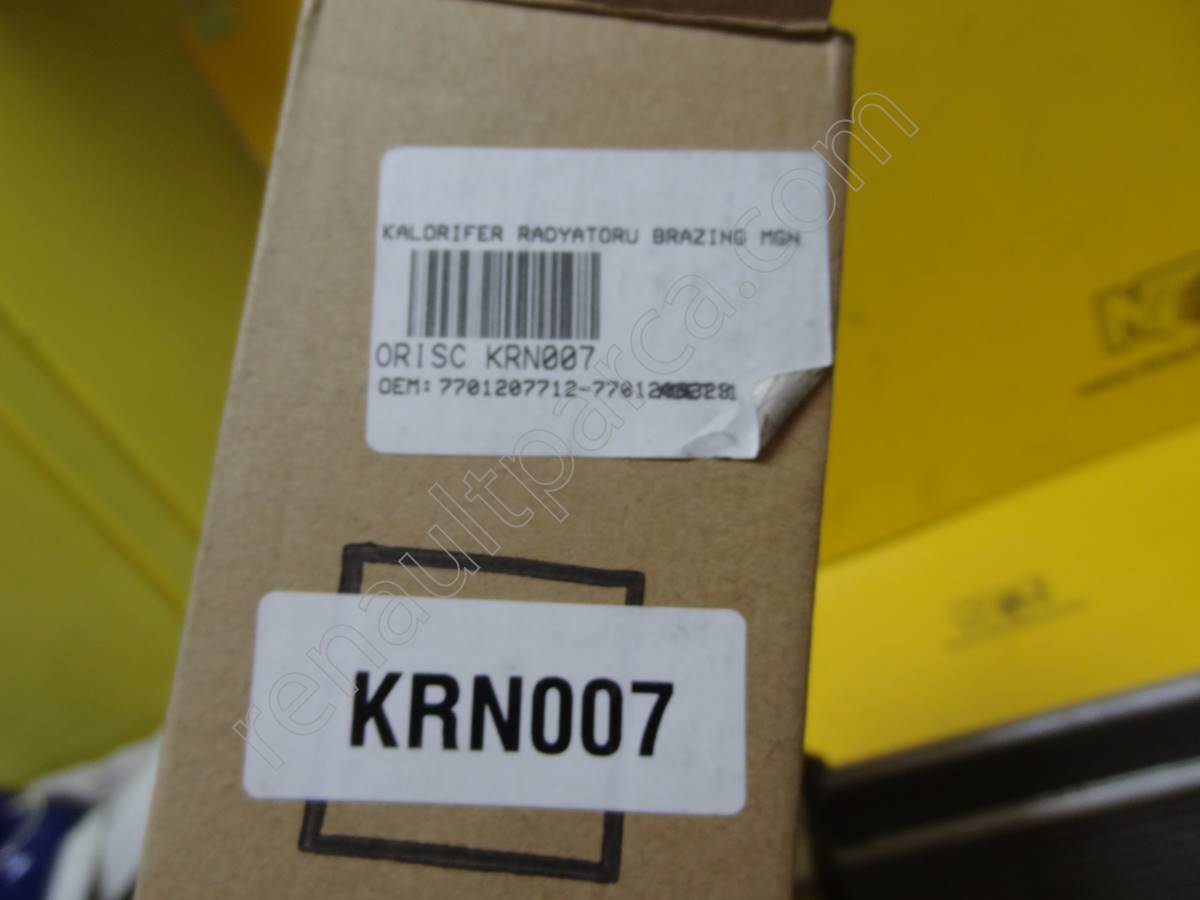 KALORIFER RADYATORU BRAZING MGN
ORISC KRN007
OEM: 7701207712-
KRN007
renaultparca.com